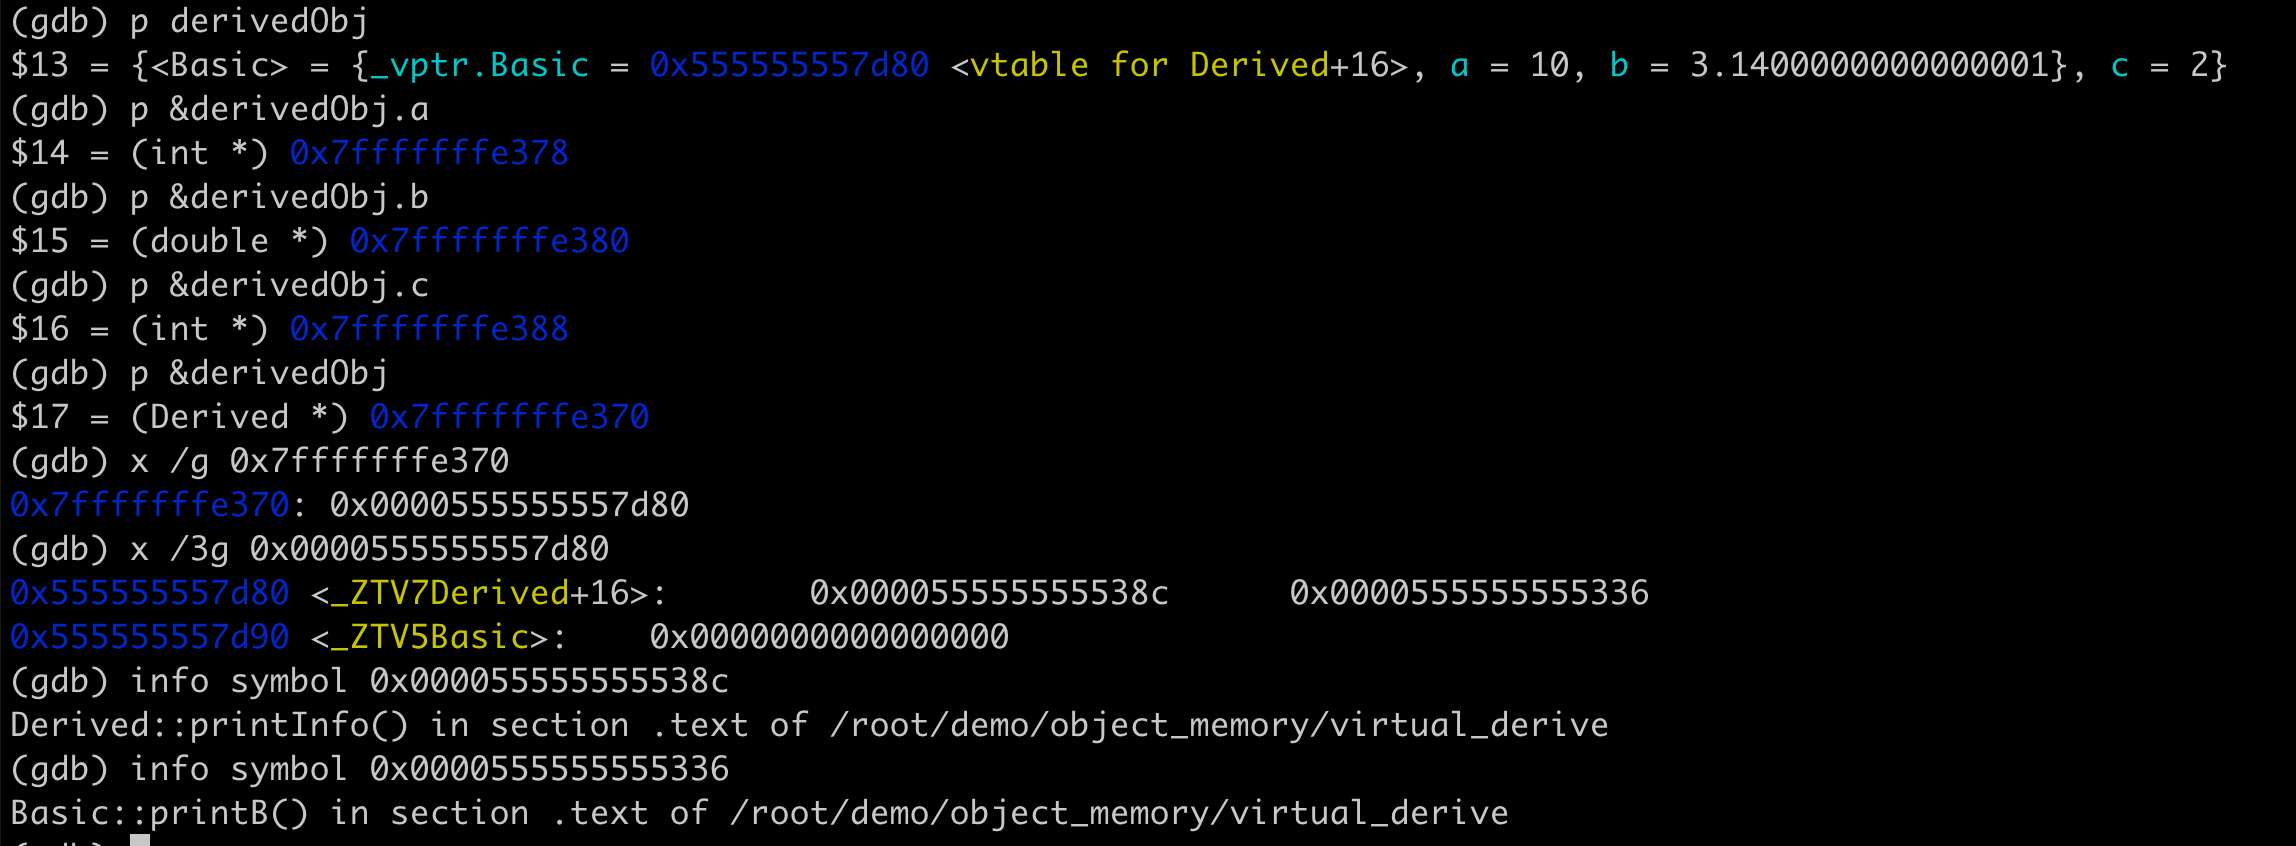 (gdb) p derivedObj
$13 = {<Basic> = {_vptr.Basic = 0x555555557d80 <vtable for Derived+16>, a = 10, b = 3.1400000000000001}, c = 2}
(gdb) p &derivedObj.a
$14 = (int *) 0x7fffffffe378
(gdb) p &derivedObj.b
$15 = (double *) 0x7fffffffe380
(gdb) p &derivedObj.c
$16 = (int *) 0x7fffffffe388
(gdb) p &derivedObj
$17 = (Derived *) 0x7fffffffe370
(gdb) x /g 0x7fffffffe370
0x7fffffffe370: 0x0000555555557d80
(gdb) x /3g 0x0000555555557d80
0x555555557d80 <_ZTV7Derived+16>:       0x000055555555538c      0x0000555555555336
0x555555557d90 <_ZTV5Basic>:    0x0000000000000000
(gdb) info symbol 0x000055555555538c
Derived::printInfo() in section .text of /root/demo/object_memory/virtual_derive
(gdb) info symbol 0x0000555555555336
Basic::printB() in section .text of /root/demo/object_memory/virtual_derive